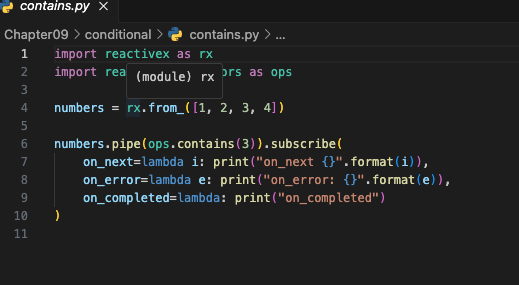 contains.py ×
Chapter09 > conditional > contains.py > ...
1 import reactivex as rx
2 import rea ors as ops
(module) rx
3
4 numbers = rx.from_([1, 2, 3, 4])
5
6 numbers.pipe(ops.contains(3)).subscribe(
7 on_next=lambda i: print("on_next {}".format(i)),
8 on_error=lambda e: print("on_error: {}".format(e)),
9 on_completed=lambda: print("on_completed")
10 )
11